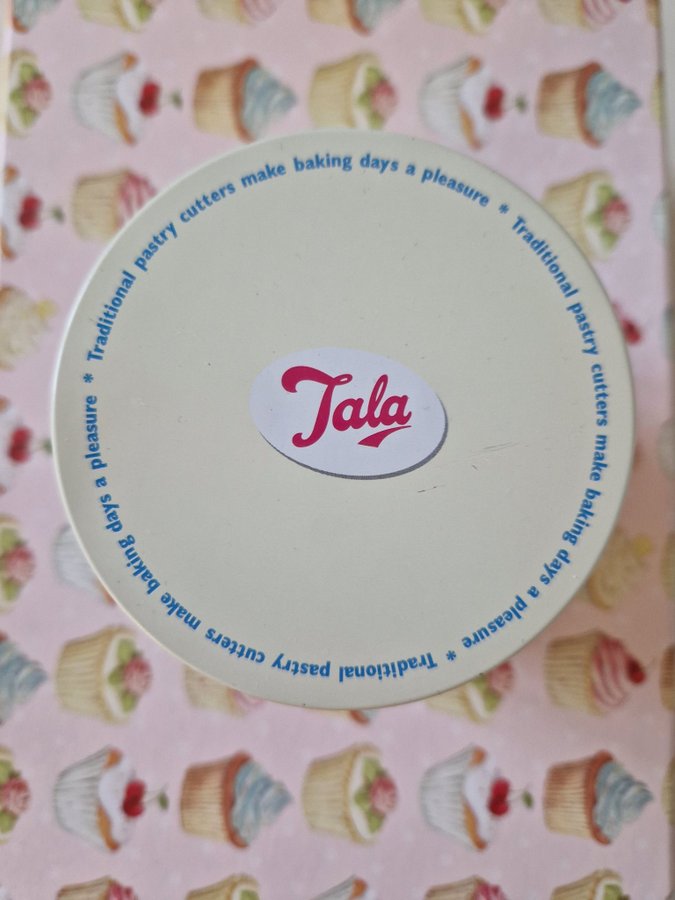 Traditional pastry cutters make baking days a pleasure *
Traditional pastry cutters make baking days a pleasure *
Traditional pastry cutters make baking days a pleasure *
Tala